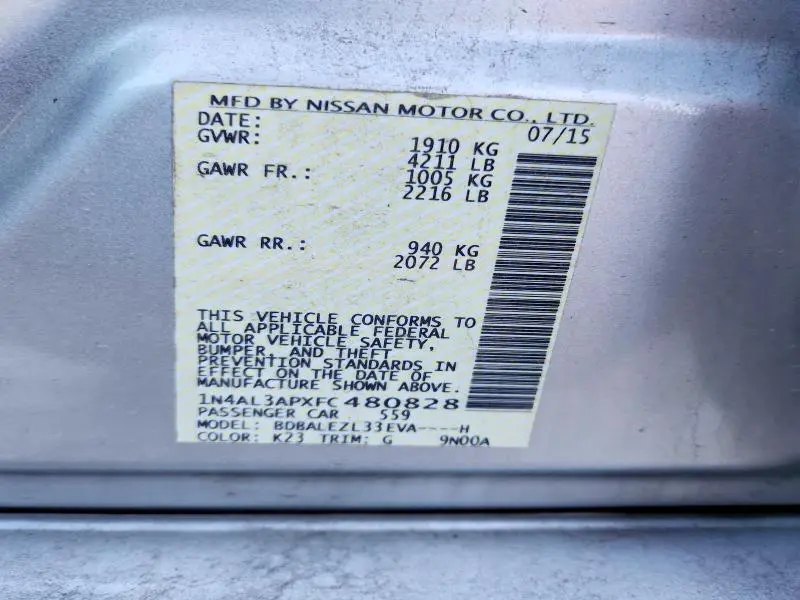 MFD BY NISSAN MOTOR CO., LTD.
DATE: 07/15
GVWR: 1910 KG
4211 LB
GAWR FR.: 1005 KG
2216 LB
GAWR RR.: 940 KG
2072 LB
THIS VEHICLE CONFORMS TO
ALL APPLICABLE FEDERAL
MOTOR VEHICLE SAFETY,
BUMPER, AND THEFT
PREVENTION STANDARDS IN
EFFECT ON THE DATE OF
MANUFACTURE SHOWN ABOVE.
1N4AL3APXFC480828
PASSENGER CAR 559
MODEL: BDBALEZL33EVA----H
COLOR: K23 TRIM: G 9N00A